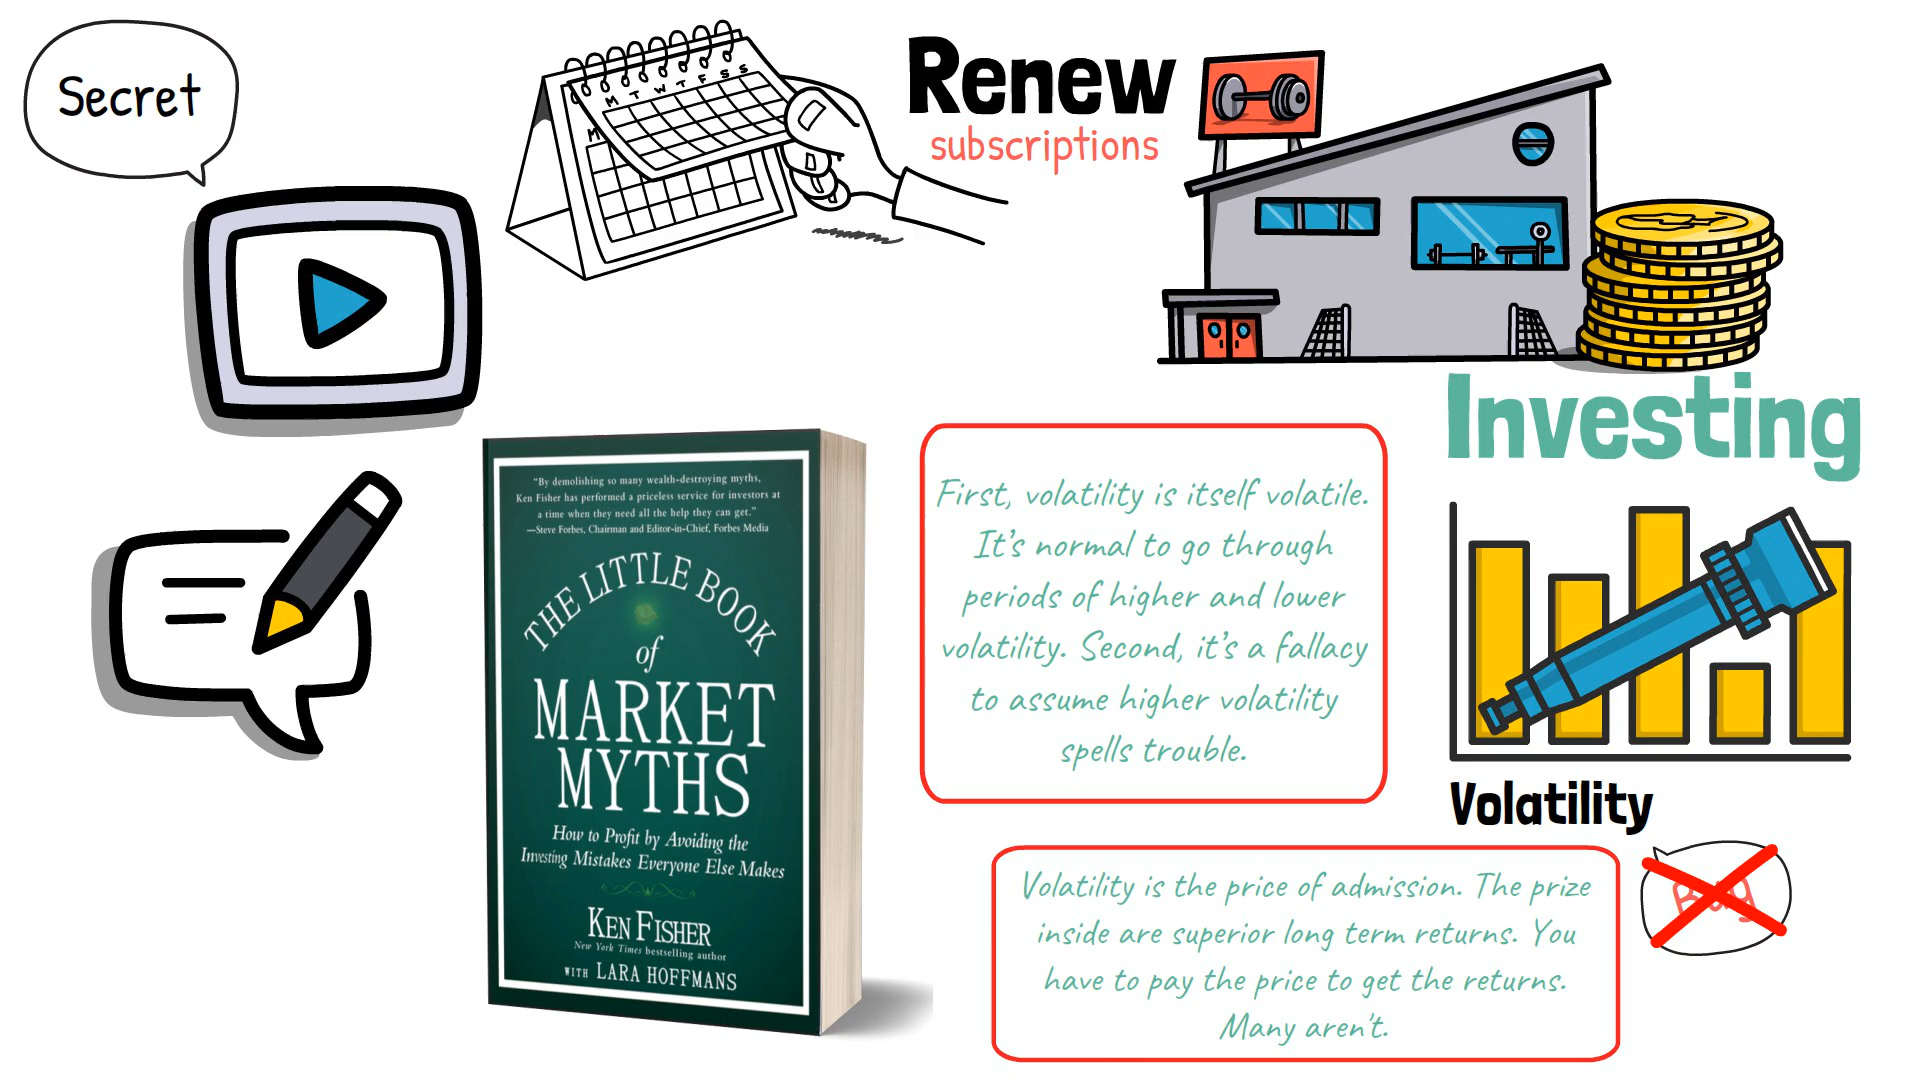 Secret
M T W T F S S
M
Renew
subscriptions
Investing
"By demolishing so many wealth-destroying myths,
Ken Fisher has performed a priceless service for investors at
a time when they need all the help they can get."
—Steve Forbes, Chairman and Editor-in-Chief, Forbes Media
THE LITTLE BOOK
of
MARKET
MYTHS
How to Profit by Avoiding the
Investing Mistakes Everyone Else Makes
KEN FISHER
New York Times bestselling author
WITH LARA HOFFMANS
First, volatility is itself volatile.
It's normal to go through
periods of higher and lower
volatility. Second, it's a fallacy
to assume higher volatility
spells trouble.
Volatility
Buy
Volatility is the price of admission. The prize
inside are superior long term returns. You
have to pay the price to get the returns.
Many aren't.